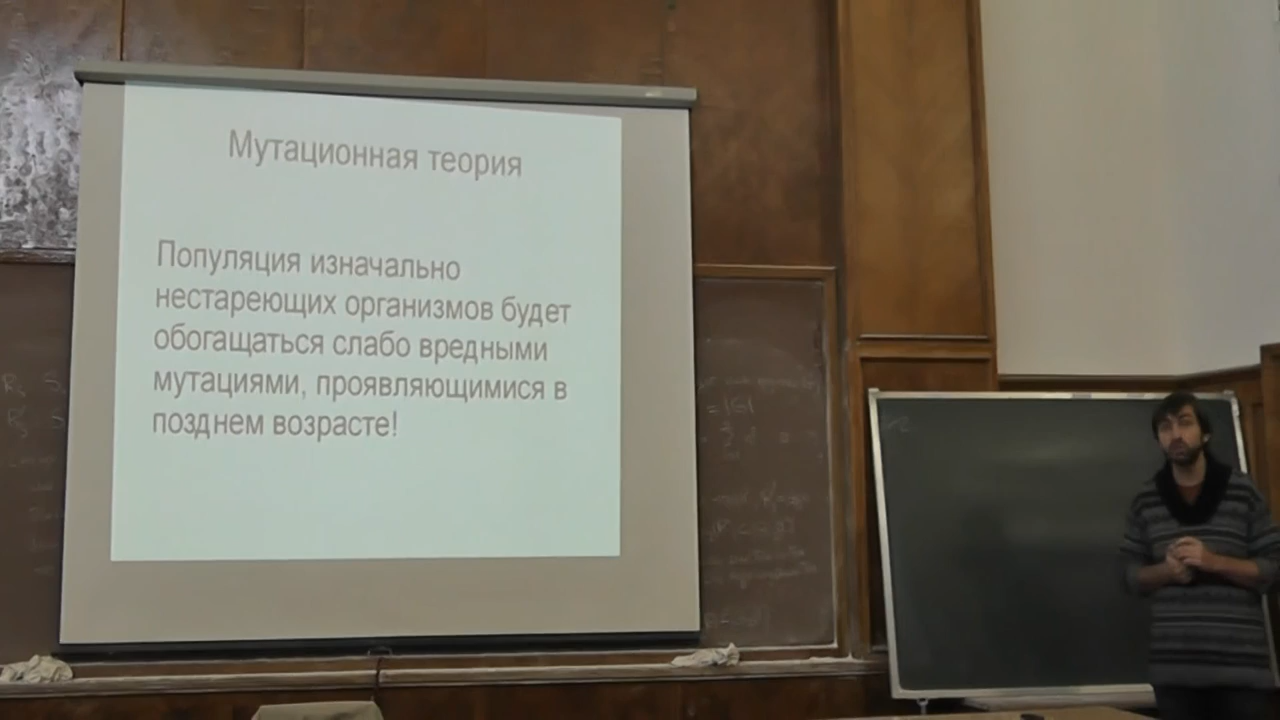 Мутационная теория
Популяция изначально
нестареющих организмов будет
обогащаться слабо вредными
мутациями, проявляющимися в
позднем возрасте!